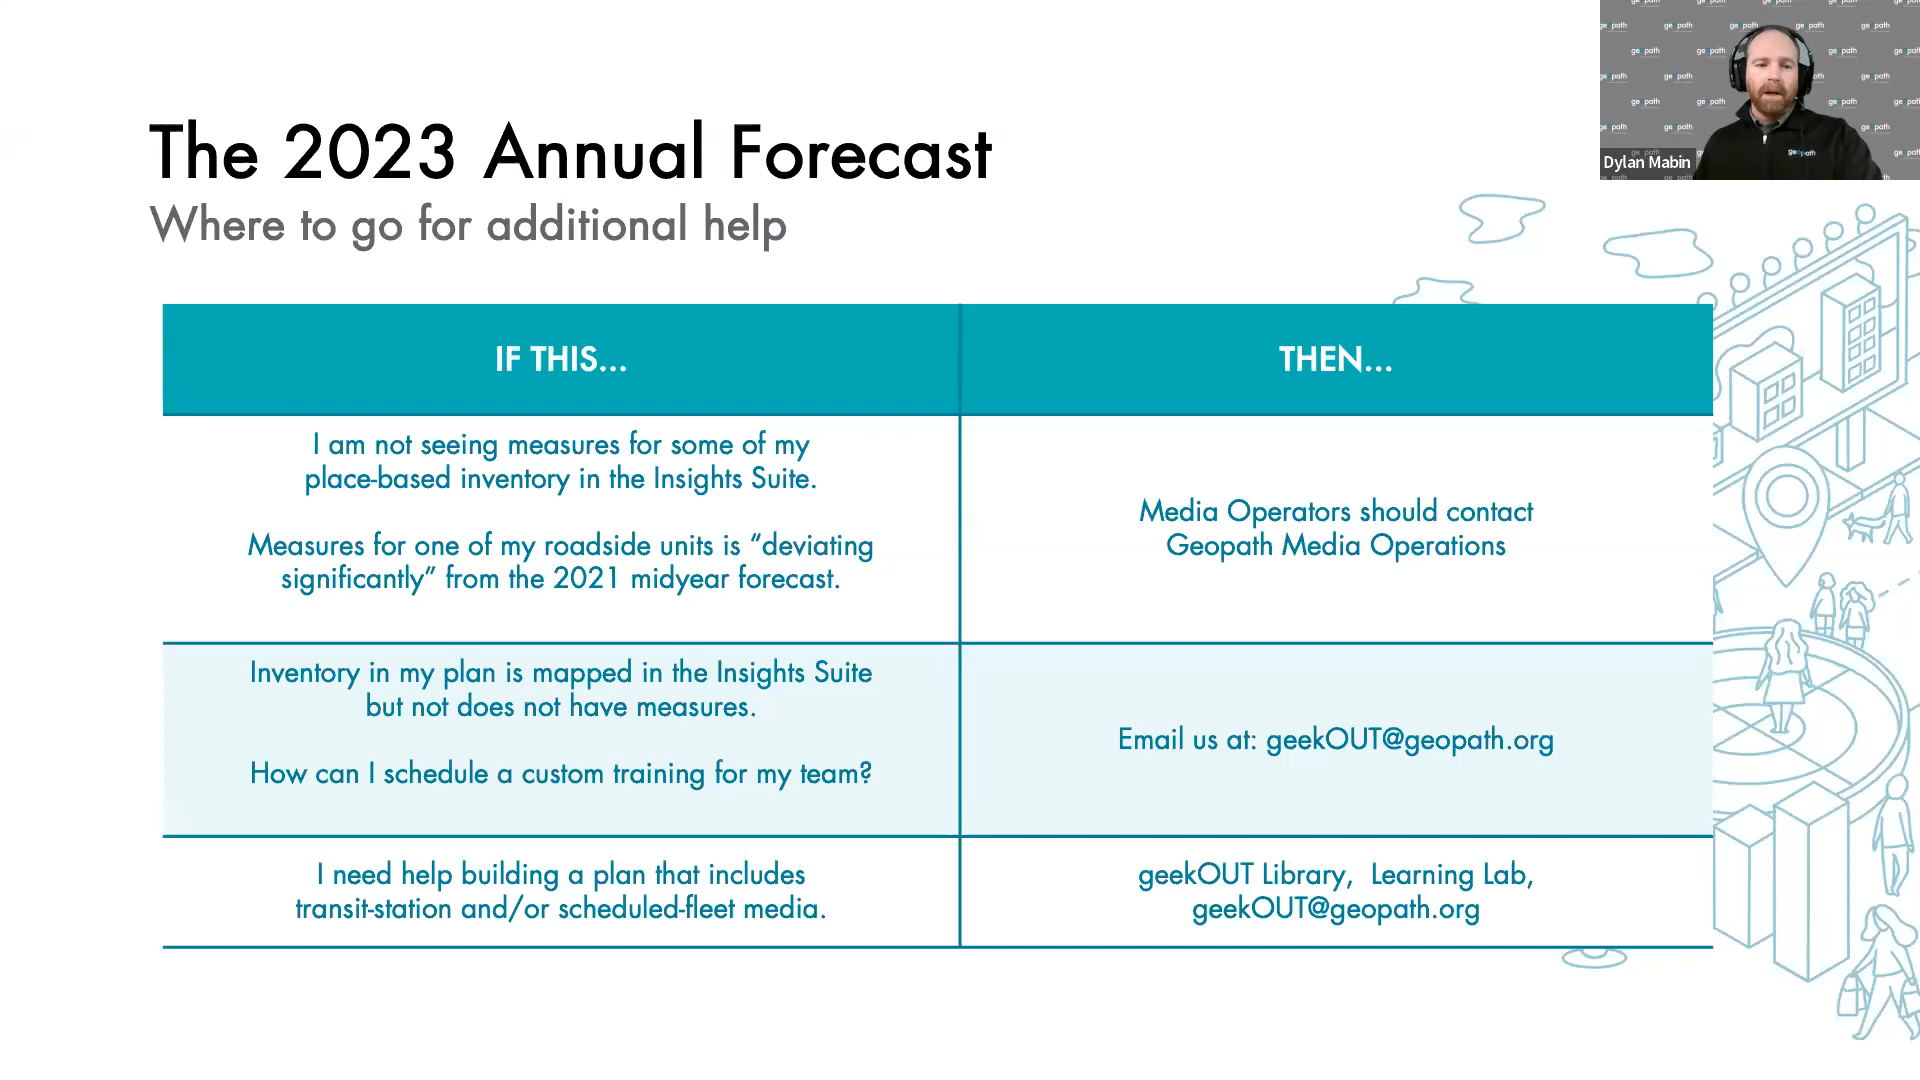 The 2023 Annual Forecast
Where to go for additional help
geopath
Dylan Mabin
IF THIS...
THEN...
I am not seeing measures for some of my
place-based inventory in the Insights Suite.
Measures for one of my roadside units is “deviating
significantly” from the 2021 midyear forecast.
Media Operators should contact
Geopath Media Operations
Inventory in my plan is mapped in the Insights Suite
but not does not have measures.
How can I schedule a custom training for my team?
Email us at: geekOUT@geopath.org
I need help building a plan that includes
transit-station and/or scheduled-fleet media.
geekOUT Library,  Learning Lab,
geekOUT@geopath.org